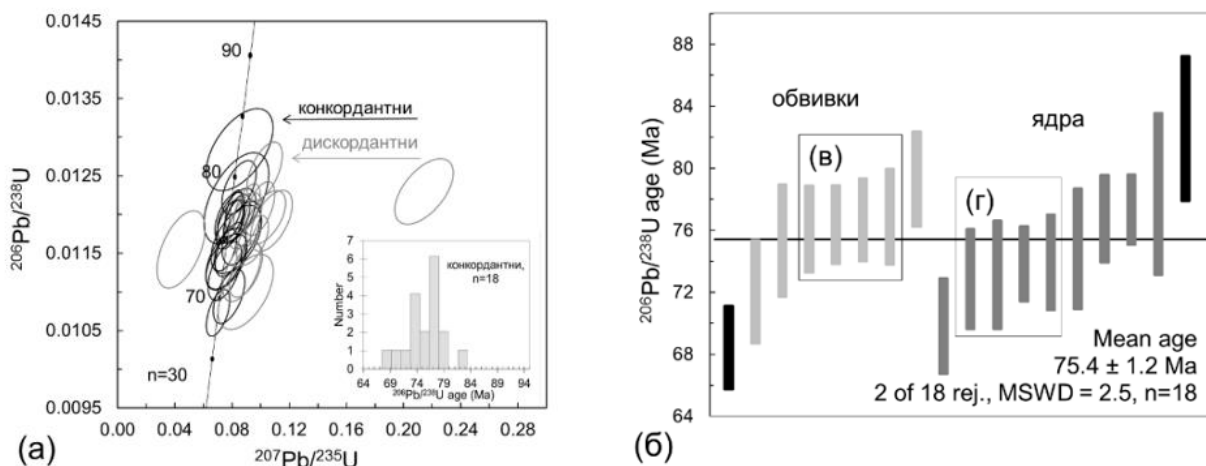 0.0145
0.0135
0.0125
0.0115
0.0105
0.0095
²⁰⁶Pb/²³⁸U
90
80
70
конкордантни
дискордантни
n=30
7
6
5
4
3
2
1
0
Number
конкордантни,
n=18
64 69 74 76 79 84 89 94
²⁰⁶Pb/²³⁸U age (Ma)
0.00 0.04 0.08 0.12 0.16 0.20 0.24 0.28
²⁰⁷Pb/²³⁵U
(а)
88
84
80
76
72
68
64
²⁰⁶Pb/²³⁸U age (Ma)
обвивки
ядра
(в)
(г)
Mean age
75.4 ± 1.2 Ma
2 of 18 rej., MSWD = 2.5, n=18
(б)